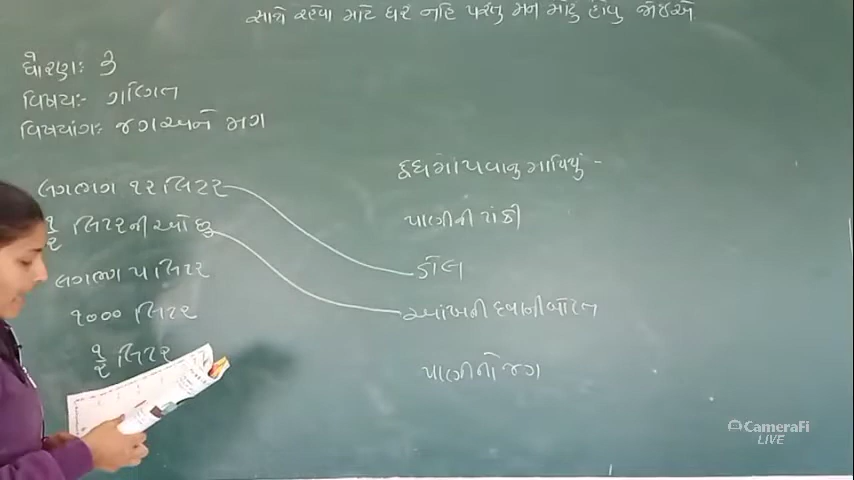 સાથે રહેવા માટે ઘર નહિ પરંતુ મન મોટુ હોવુ જોઈએ.
ધોરણઃ ૩
વિષયઃ- ગણિત
વિષયાંગઃ જગ અને મગ
લગભગ ૧૨ લિટર
૧/૨ લિટરની ઓછુ
લગભગ ૫ લિટર
૧૦૦૦ લિટર
૧/૨ લિટર
દૂધ માપવાનુ માપિયું -
પાણીની ટાંકી
ડોલ
આંખની દવાની બોટલ
પાણીનો જગ
CameraFi
LIVE